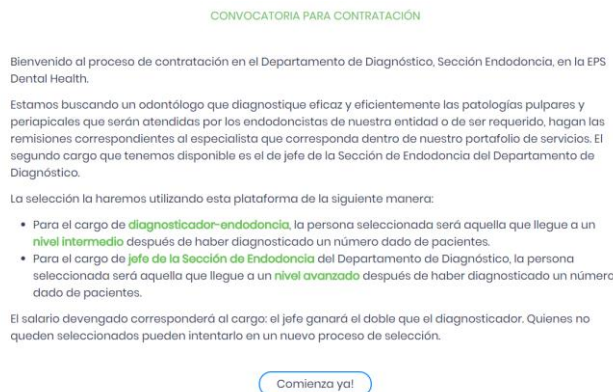 CONVOCATORIA PARA CONTRATACIÓN
Bienvenido al proceso de contratación en el Departamento de Diagnóstico, Sección Endodoncia, en la EPS
Dental Health.
Estamos buscando un odontólogo que diagnostique eficaz y eficientemente las patologías pulpares y
periapicales que serán atendidas por los endodoncistas de nuestra entidad o de ser requerido, hagan las
remisiones correspondientes al especialista que corresponda dentro de nuestro portafolio de servicios. El
segundo cargo que tenemos disponible es el de jefe de la Sección de Endodoncia del Departamento de
Diagnóstico.
La selección la haremos utilizando esta plataforma de la siguiente manera:
• Para el cargo de diagnosticador-endodoncia, la persona seleccionada será aquella que llegue a un
nivel intermedio después de haber diagnosticado un número dado de pacientes.
• Para el cargo de jefe de la Sección de Endodoncia del Departamento de Diagnóstico, la persona
seleccionada será aquella que llegue a un nivel avanzado después de haber diagnosticado un número
dado de pacientes.
El salario devengado corresponderá al cargo: el jefe ganará el doble que el diagnosticador. Quienes no
queden seleccionados pueden intentarlo en un nuevo proceso de selección.
Comienza ya!